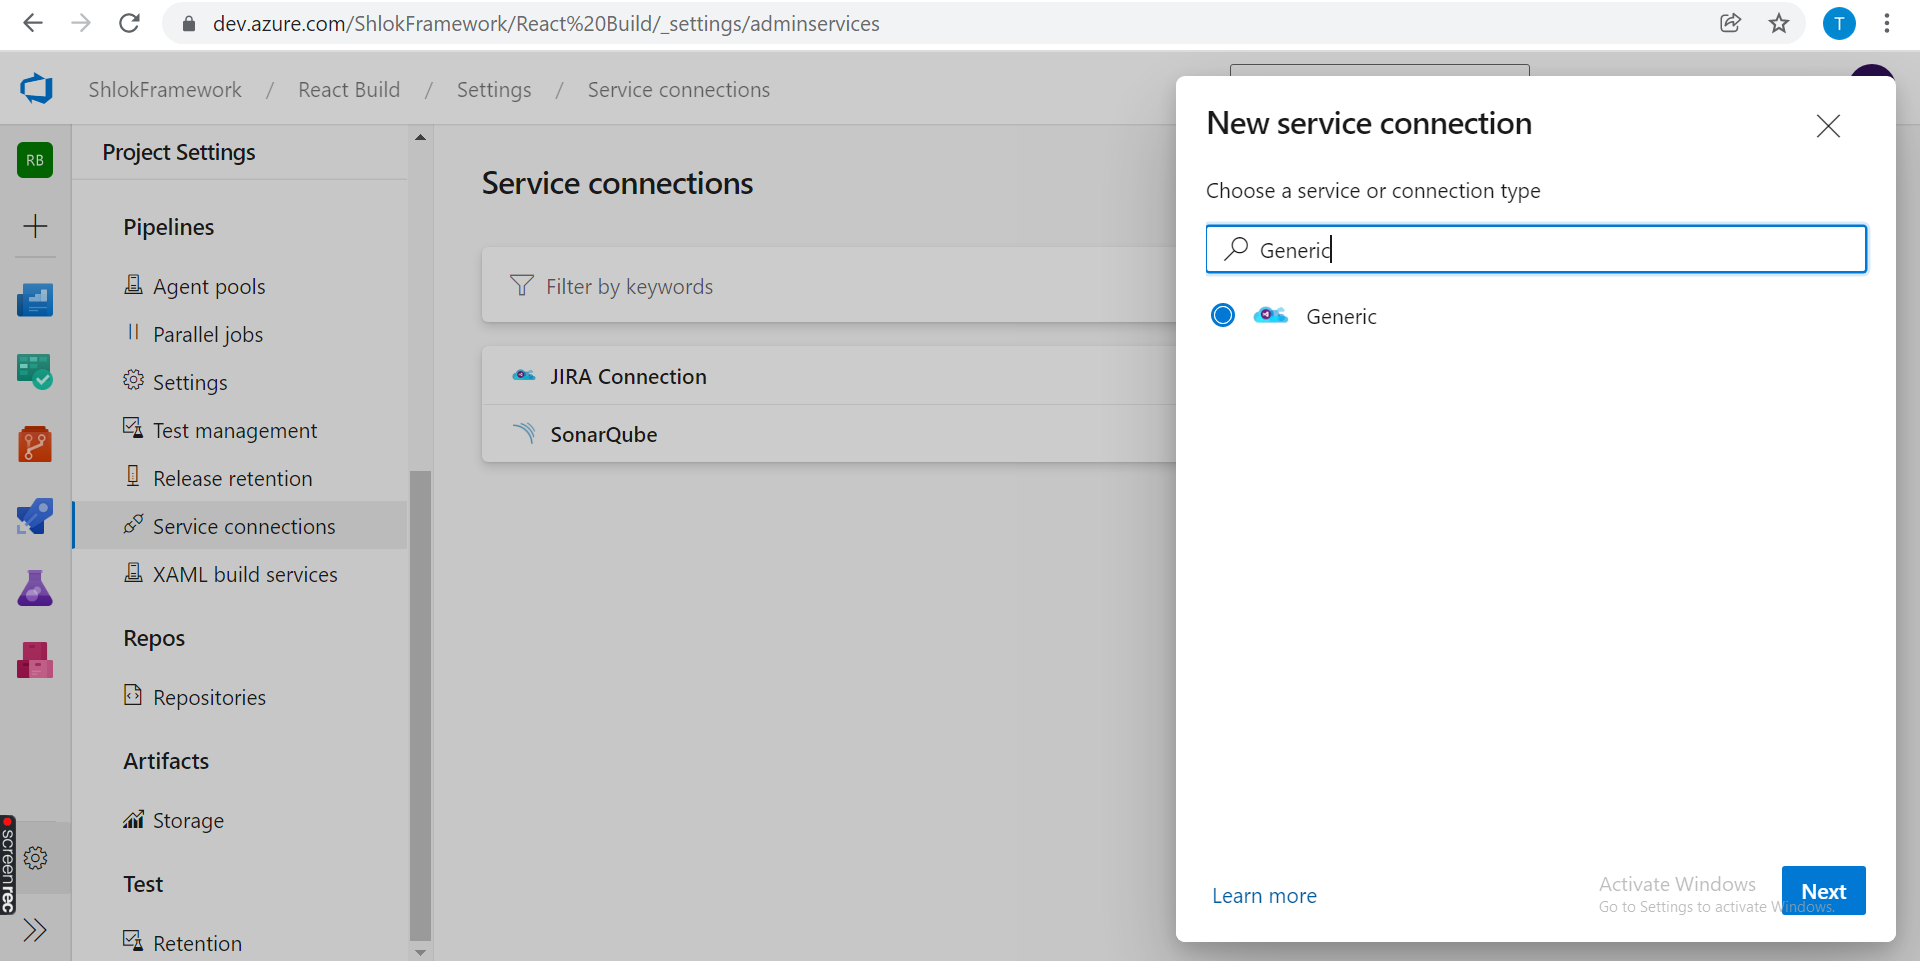 dev.azure.com/ShlokFramework/React%20Build/_settings/adminservices
T
ShlokFramework / React Build / Settings / Service connections
RB
Project Settings
Pipelines
Agent pools
Parallel jobs
Settings
Test management
Release retention
Service connections
XAML build services
Repos
Repositories
Artifacts
Storage
Test
Retention
screenrec
Service connections
Filter by keywords
JIRA Connection
SonarQube
New service connection
Choose a service or connection type
Generic
Generic
Learn more
Activate Windows
Go to Settings to activate Windows.
Next